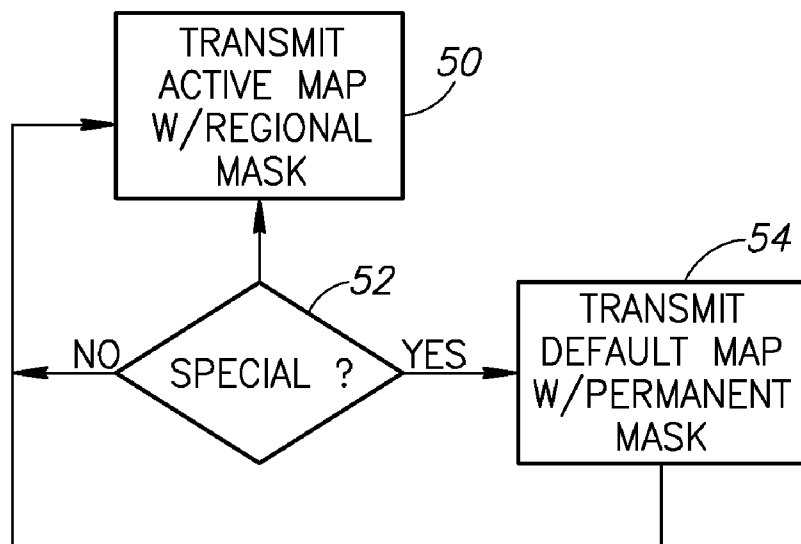 TRANSMIT
ACTIVE MAP
W/REGIONAL
MASK
50
52
NO
SPECIAL ?
YES
54
TRANSMIT
DEFAULT MAP
W/PERMANENT
MASK